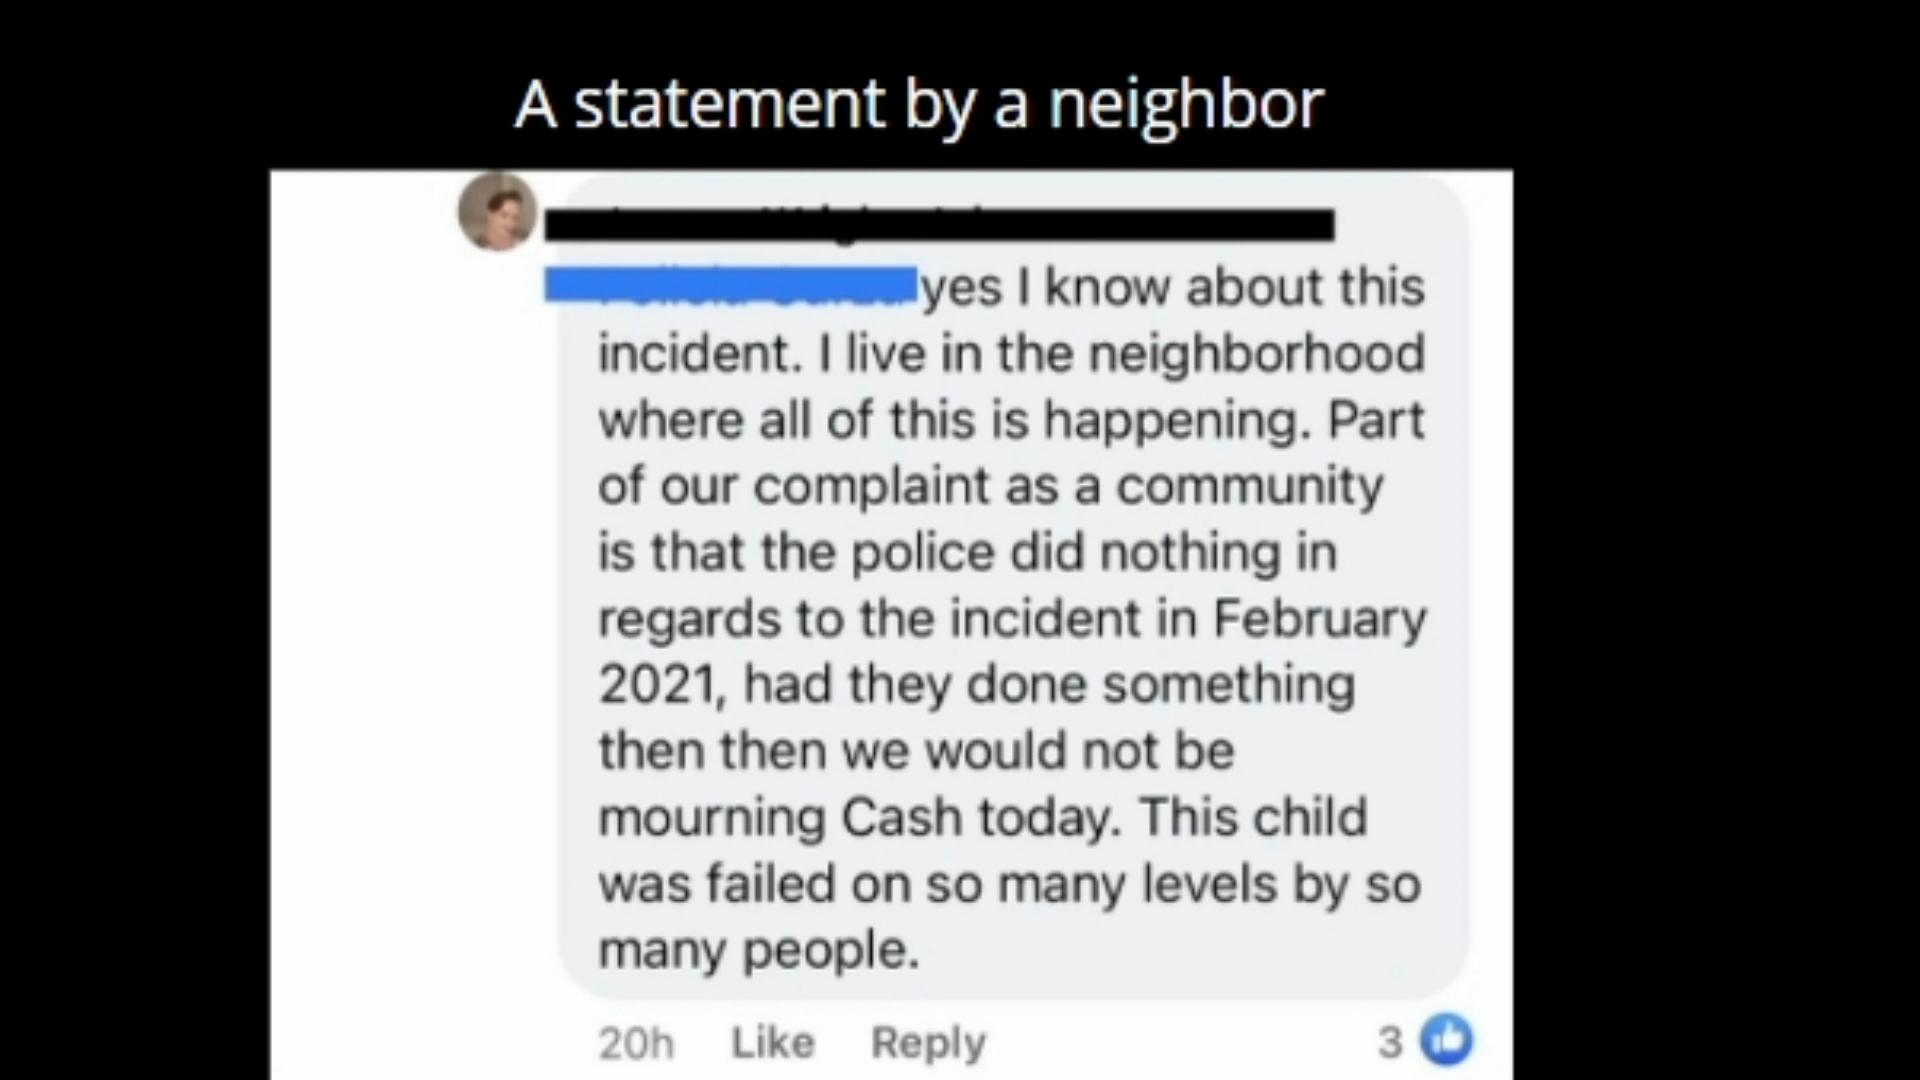 A statement by a neighbor
yes I know about this
incident. I live in the neighborhood
where all of this is happening. Part
of our complaint as a community
is that the police did nothing in
regards to the incident in February
2021, had they done something
then then we would not be
mourning Cash today. This child
was failed on so many levels by so
many people.
20h Like Reply 3